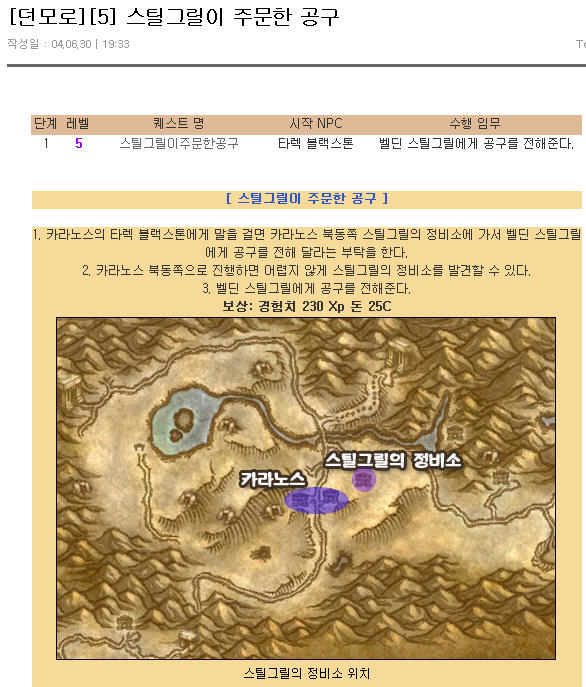 [던모로][5] 스틸그릴이 주문한 공구
작성일 : 04,06,30 | 19:33
Te
단계 레벨 퀘스트 명 시작 NPC 수행 임무
1 5 스틸그릴이주문한공구 타렉 블랙스톤 벨딘 스틸그릴에게 공구를 전해준다.
[ 스틸그릴이 주문한 공구 ]
1. 카라노스의 타렉 블랙스톤에게 말을 걸면 카라노스 북동쪽 스틸그릴의 정비소에 가서 벨딘 스틸그릴
에게 공구를 전해 달라는 부탁을 한다.
2. 카라노스 북동쪽으로 진행하면 어렵지 않게 스틸그릴의 정비소를 발견할 수 있다.
3. 벨딘 스틸그릴에게 공구를 전해준다.
보상: 경험치 230 Xp 돈 25C
스틸그릴의 정비소
카라노스
스틸그릴의 정비소 위치